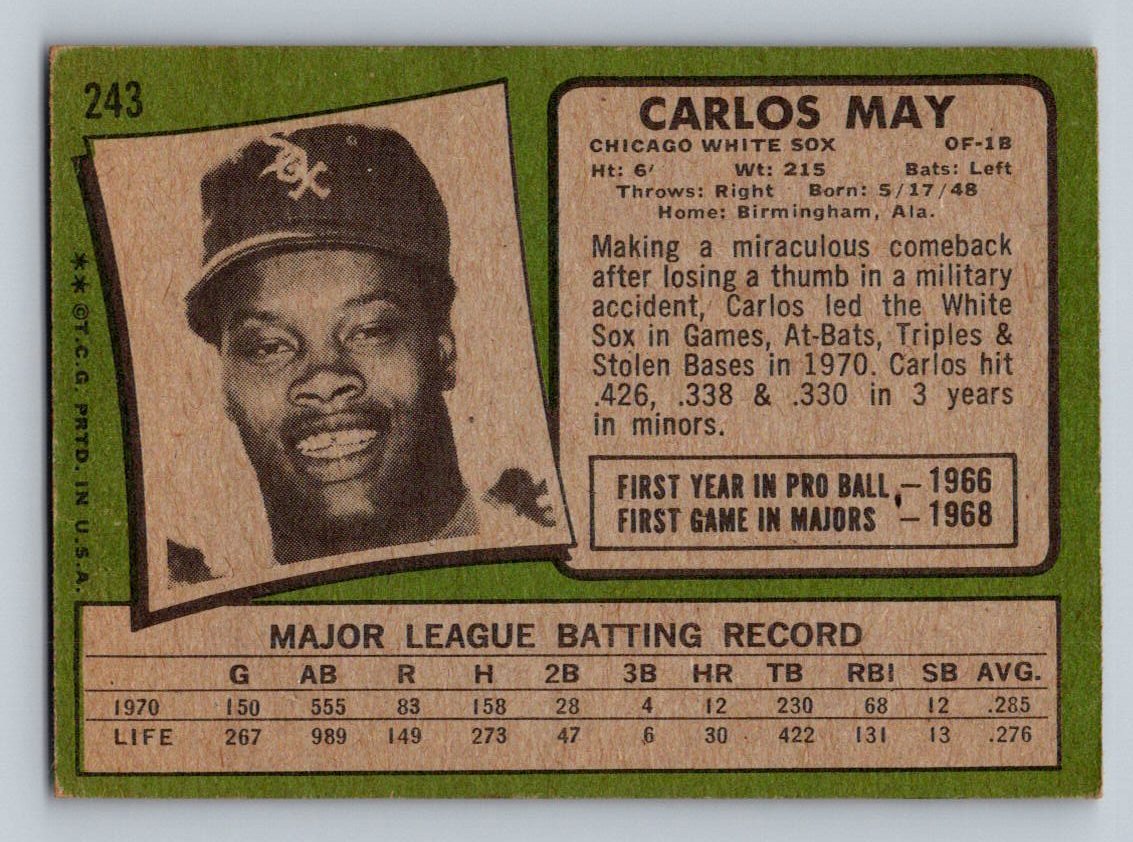 243
CARLOS MAY
CHICAGO WHITE SOX OF-1B
Ht: 6' Wt: 215 Bats: Left
Throws: Right Born: 5/17/48
Home: Birmingham, Ala.
Making a miraculous comeback
after losing a thumb in a military
accident, Carlos led the White
Sox in Games, At-Bats, Triples &
Stolen Bases in 1970. Carlos hit
.426, .338 & .330 in 3 years
in minors.
FIRST YEAR IN PRO BALL — 1966
FIRST GAME IN MAJORS — 1968
**©T.C.G. PRTD. IN U.S.A.
SOX
MAJOR LEAGUE BATTING RECORD
G AB R H 2B 3B HR TB RBI SB AVG.
1970 150 555 83 158 28 4 12 230 68 12 .285
LIFE 267 989 149 273 47 6 30 422 131 13 .276